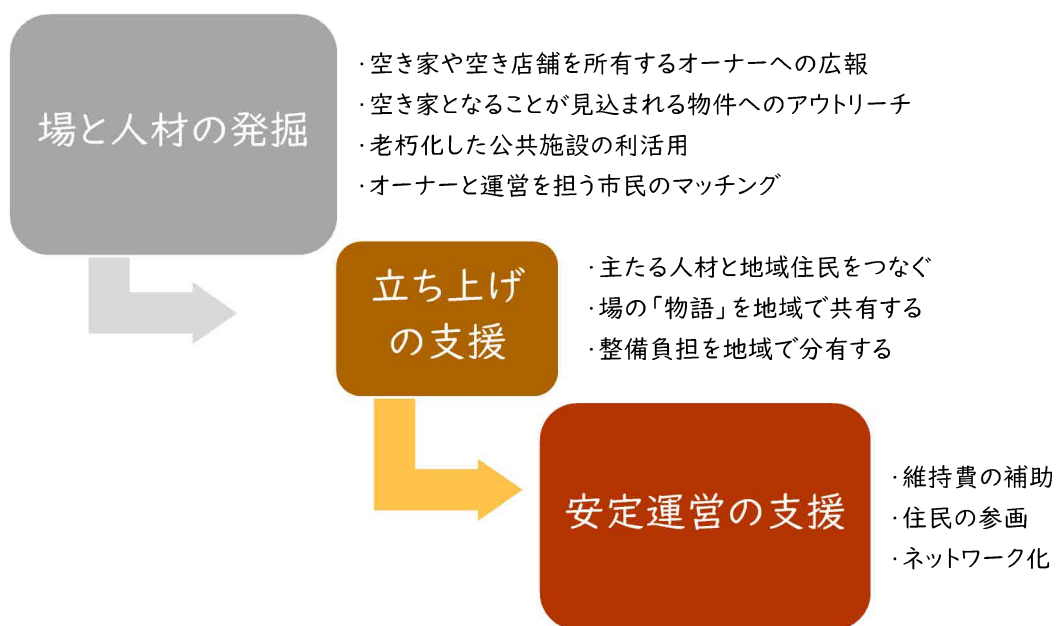 場と人材の発掘
・空き家や空き店舗を所有するオーナーへの広報
・空き家となることが見込まれる物件へのアウトリーチ
・老朽化した公共施設の利活用
・オーナーと運営を担う市民のマッチング
立ち上げ
の支援
・主たる人材と地域住民をつなぐ
・場の「物語」を地域で共有する
・整備負担を地域で分有する
安定運営の支援
・維持費の補助
・住民の参画
・ネットワーク化